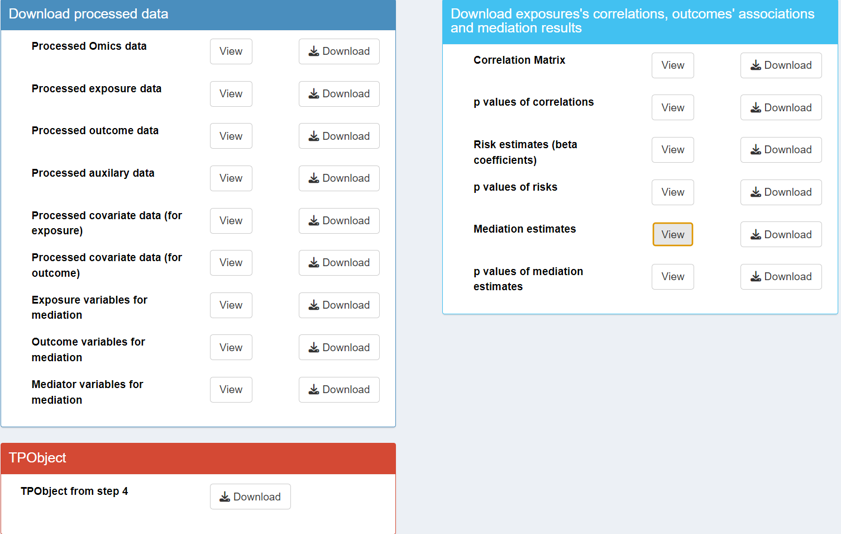 Download processed data
Processed Omics data View Download
Processed exposure data View Download
Processed outcome data View Download
Processed auxilary data View Download
Processed covariate data (for
exposure) View Download
Processed covariate data (for
outcome) View Download
Exposure variables for
mediation View Download
Outcome variables for
mediation View Download
Mediator variables for
mediation View Download
TPObject
TPObject from step 4 Download
Download exposures's correlations, outcomes' associations
and mediation results
Correlation Matrix View Download
p values of correlations View Download
Risk estimates (beta
coefficients) View Download
p values of risks View Download
Mediation estimates View Download
p values of mediation
estimates View Download